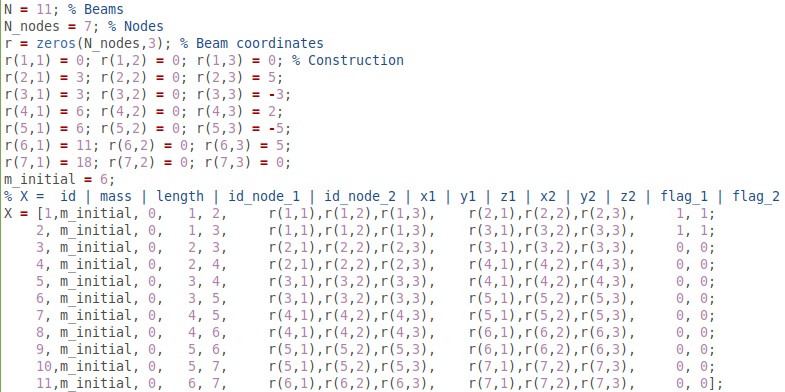 N = 11; % Beams
N_nodes = 7; % Nodes
r = zeros(N_nodes,3); % Beam coordinates
r(1,1) = 0; r(1,2) = 0; r(1,3) = 0; % Construction
r(2,1) = 3; r(2,2) = 0; r(2,3) = 5;
r(3,1) = 3; r(3,2) = 0; r(3,3) = -3;
r(4,1) = 6; r(4,2) = 0; r(4,3) = 2;
r(5,1) = 6; r(5,2) = 0; r(5,3) = -5;
r(6,1) = 11; r(6,2) = 0; r(6,3) = 5;
r(7,1) = 18; r(7,2) = 0; r(7,3) = 0;
m_initial = 6;
% X =  id | mass | length | id_node_1 | id_node_2 | x1 | y1 | z1 | x2 | y2 | z2 | flag_1 | flag_2
X = [1,m_initial, 0,   1, 2,     r(1,1),r(1,2),r(1,3),    r(2,1),r(2,2),r(2,3),     1, 1;
    2, m_initial, 0,   1, 3,     r(1,1),r(1,2),r(1,3),    r(3,1),r(3,2),r(3,3),     1, 1;
    3, m_initial, 0,   2, 3,     r(2,1),r(2,2),r(2,3),    r(3,1),r(3,2),r(3,3),     0, 0;
    4, m_initial, 0,   2, 4,     r(2,1),r(2,2),r(2,3),    r(4,1),r(4,2),r(4,3),     0, 0;
    5, m_initial, 0,   3, 4,     r(3,1),r(3,2),r(3,3),    r(4,1),r(4,2),r(4,3),     0, 0;
    6, m_initial, 0,   3, 5,     r(3,1),r(3,2),r(3,3),    r(5,1),r(5,2),r(5,3),     0, 0;
    7, m_initial, 0,   4, 5,     r(4,1),r(4,2),r(4,3),    r(5,1),r(5,2),r(5,3),     0, 0;
    8, m_initial, 0,   4, 6,     r(4,1),r(4,2),r(4,3),    r(6,1),r(6,2),r(6,3),     0, 0;
    9, m_initial, 0,   5, 6,     r(5,1),r(5,2),r(5,3),    r(6,1),r(6,2),r(6,3),     0, 0;
    10,m_initial, 0,   5, 7,     r(5,1),r(5,2),r(5,3),    r(7,1),r(7,2),r(7,3),     0, 0;
    11,m_initial, 0,   6, 7,     r(6,1),r(6,2),r(6,3),    r(7,1),r(7,2),r(7,3),     0, 0];